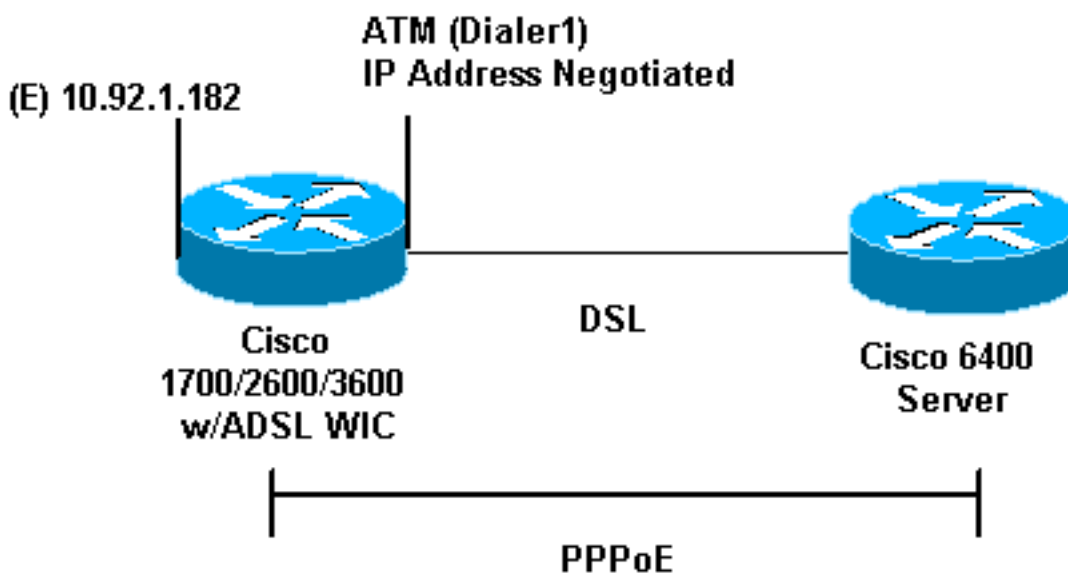 ATM (Dialer1)
IP Address Negotiated
(E) 10.92.1.182
DSL
Cisco
1700/2600/3600
w/ADSL WIC
Cisco 6400
Server
PPPoE